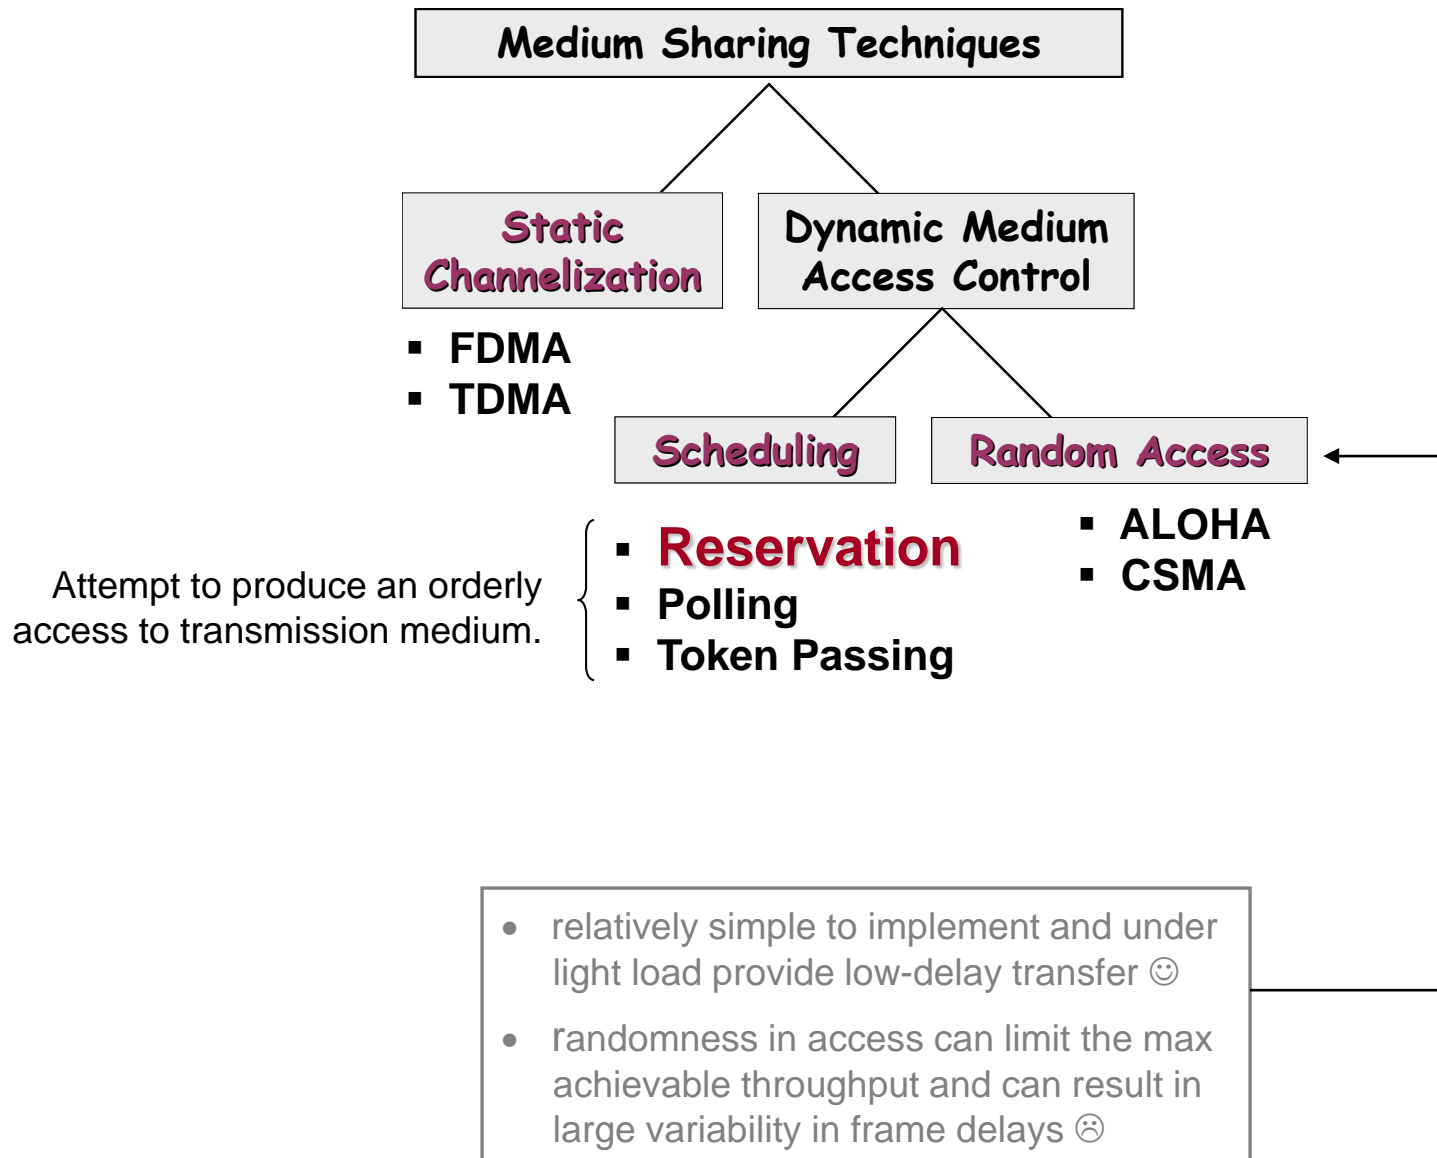 Medium Sharing Techniques
Static
Channelization
Dynamic Medium
Access Control
▪ FDMA
▪ TDMA
Scheduling
Random Access
Attempt to produce an orderly
access to transmission medium.
▪ Reservation
▪ Polling
▪ Token Passing
▪ ALOHA
▪ CSMA
• relatively simple to implement and under
light load provide low-delay transfer ☺
• randomness in access can limit the max
achievable throughput and can result in
large variability in frame delays ☹